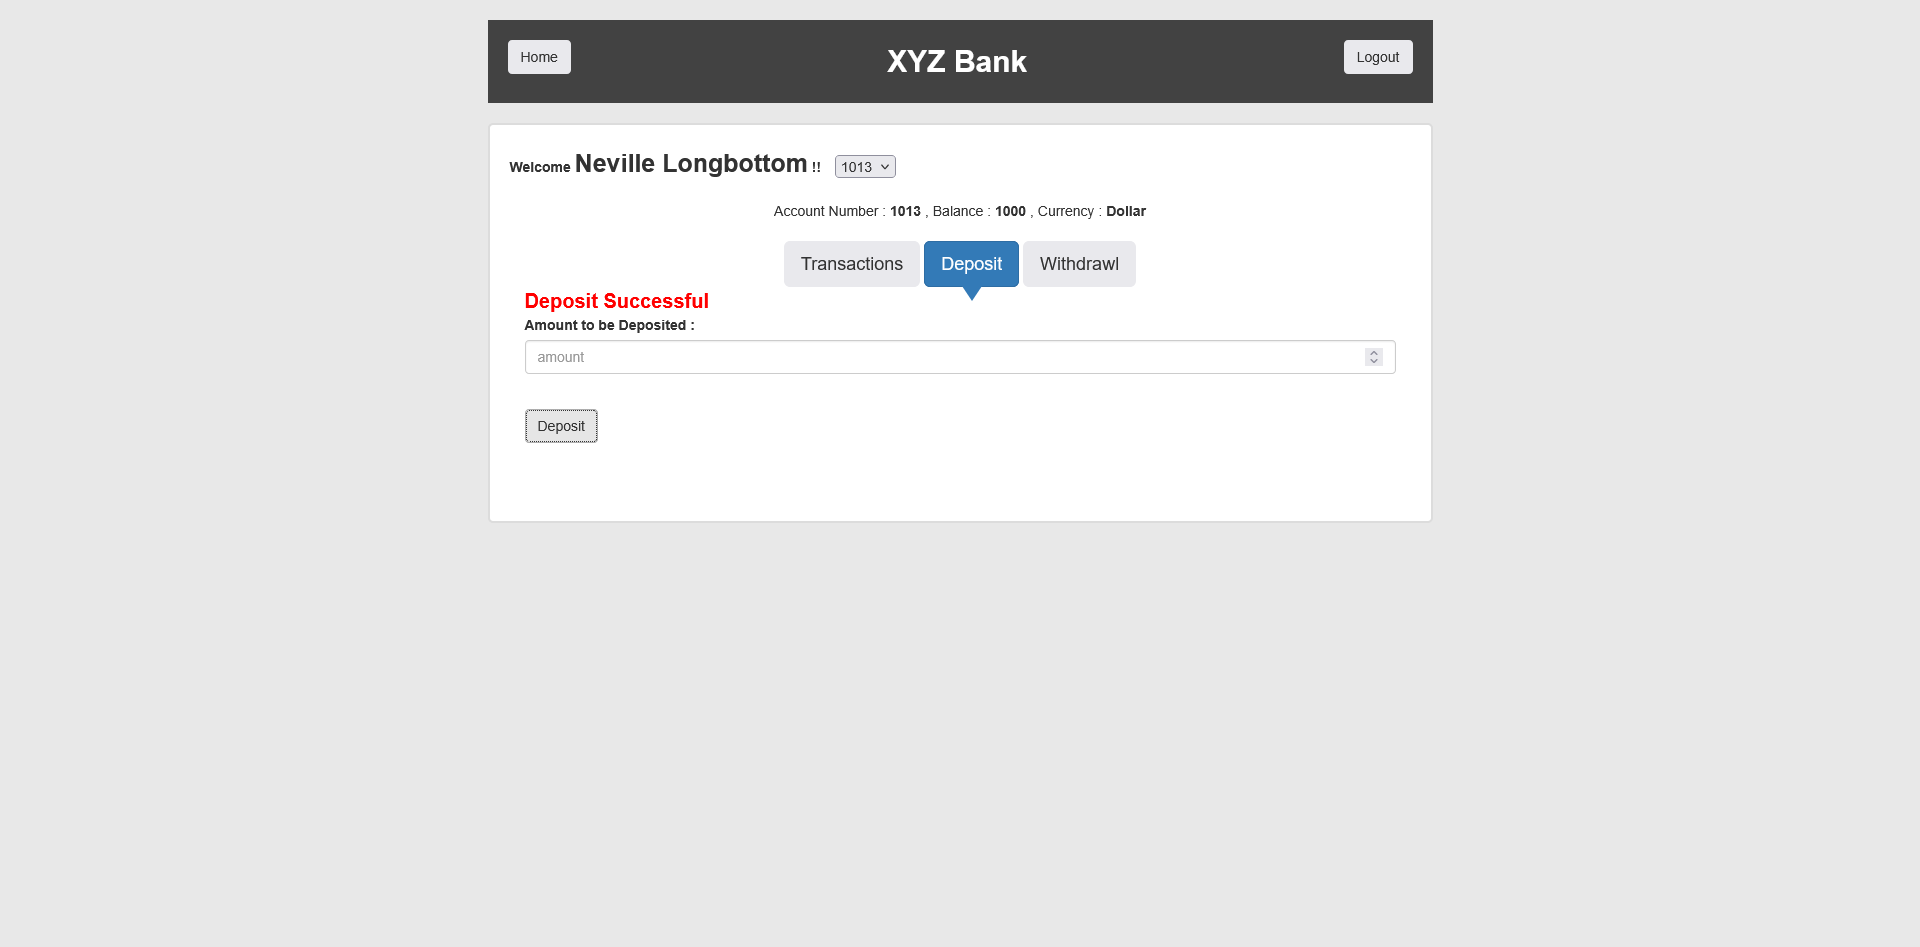 Home
XYZ Bank
Logout
Welcome Neville Longbottom !! 1013
Account Number : 1013 , Balance : 1000 , Currency : Dollar
Transactions Deposit Withdrawl
Deposit Successful
Amount to be Deposited :
amount
Deposit